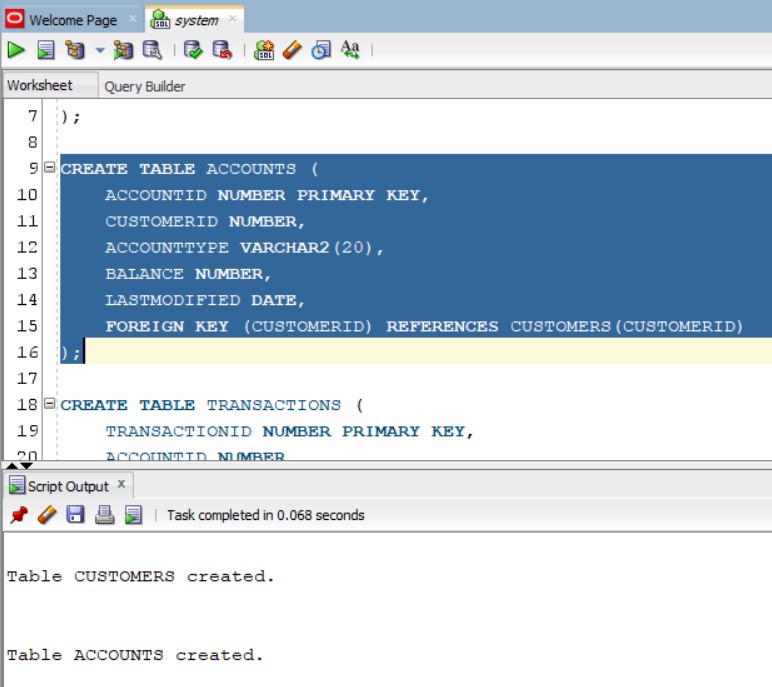 Welcome Page × system ×
Worksheet Query Builder
7 );
8
9 CREATE TABLE ACCOUNTS (
10 ACCOUNTID NUMBER PRIMARY KEY,
11 CUSTOMERID NUMBER,
12 ACCOUNTTYPE VARCHAR2(20),
13 BALANCE NUMBER,
14 LASTMODIFIED DATE,
15 FOREIGN KEY (CUSTOMERID) REFERENCES CUSTOMERS(CUSTOMERID)
16 );
17
18 CREATE TABLE TRANSACTIONS (
19 TRANSACTIONID NUMBER PRIMARY KEY,
20 ACCOUNTID NUMBER
Script Output ×
Task completed in 0.068 seconds
Table CUSTOMERS created.
Table ACCOUNTS created.